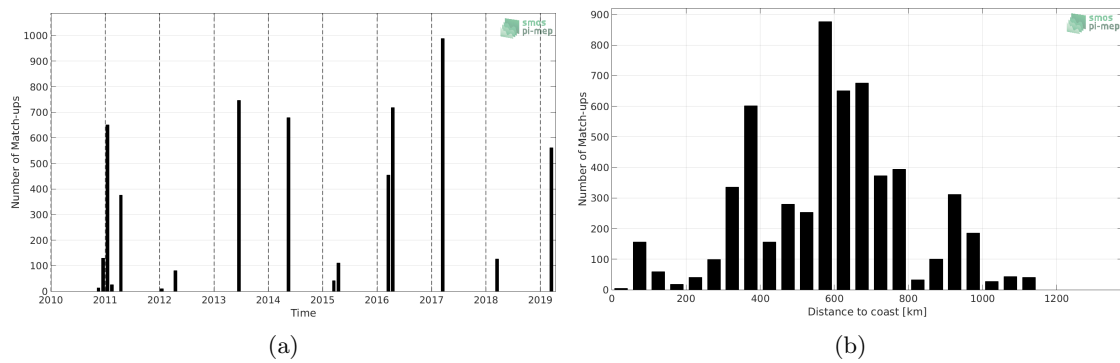 smos
pi-mep
1000
900
800
700
600
500
400
300
200
100
0
Number of Match-ups
2010 2011 2012 2013 2014 2015 2016 2017 2018 2019
Time
(a)
smos
pi-mep
900
800
700
600
500
400
300
200
100
0
Number of Match-ups
0 200 400 600 800 1000 1200
Distance to coast [km]
(b)